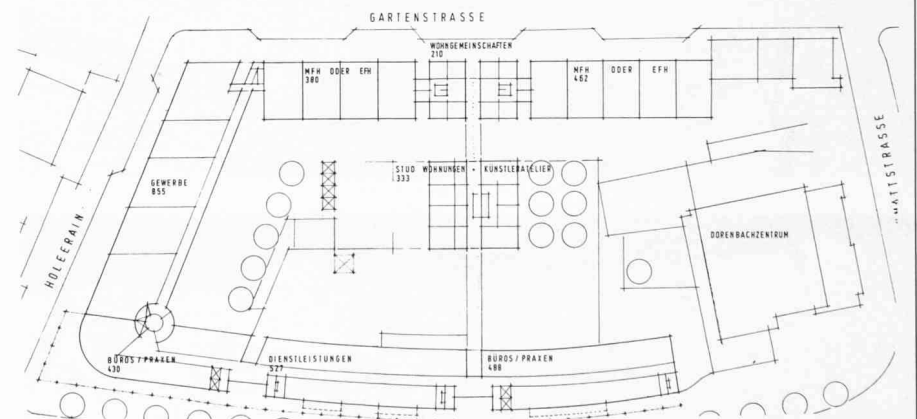 GARTENSTRASSE
WOHNGEMEINSCHAFTEN
210
MFH ODER EFH
380
MFH ODER EFH
462
STUD WOHNUNGEN + KÜNSTLERATELIER
333
GEWERBE
855
HOLEERAIN
DORENBACHZENTRUM
BÜROS/PRAXEN
430
DIENSTLEISTUNGEN
527
BÜROS/PRAXEN
488